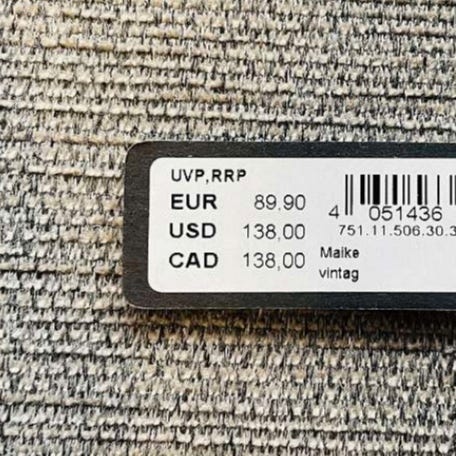 UVP,RRP
EUR 89,90
USD 138,00
CAD 138,00
4 051436
751.11.506.30.3
Maike
vintag